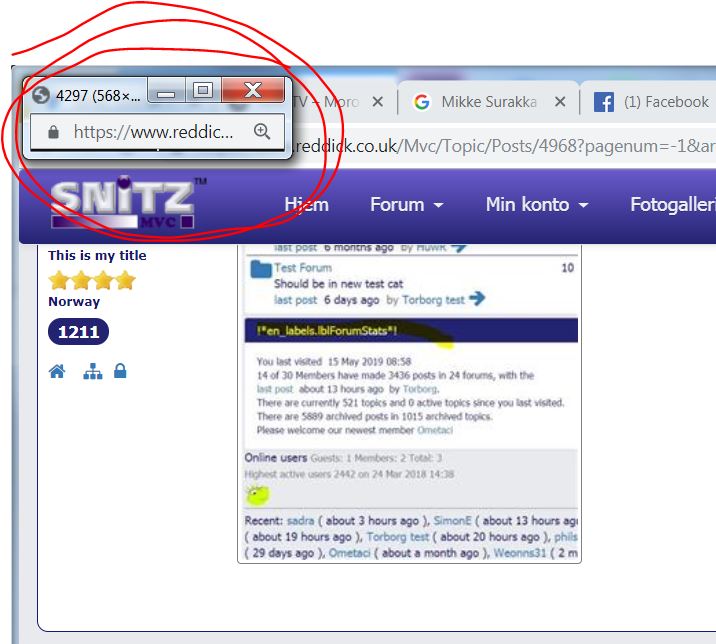 4297 (568×...
TV – Moro
Mikke Surakka
(1) Facebook
https://www.reddic...
.reddick.co.uk/Mvc/Topic/Posts/4968?pagenum=-1&ar
SNITZ™
MVC
Hjem
Forum
Min konto
Fotogalleri
This is my title
Norway
1211
last post 6 months ago by HuwR
Test Forum
10
Should be in new test cat
last post 6 days ago by Torborg test
!*en_labels.lblForumStats*!
You last visited 15 May 2019 08:58
14 of 30 Members have made 3436 posts in 24 forums, with the
last post about 13 hours ago by Torborg.
There are currently 521 topics and 0 active topics since you last visited.
There are 5889 archived posts in 1015 archived topics.
Please welcome our newest member Ometaci
Online users Guests: 1 Members: 2 Total: 3
Highest active users 2442 on 24 Mar 2018 14:38
Recent: sadra ( about 3 hours ago ), SimonE ( about 13 hours ag
( about 19 hours ago ), Torborg test ( about 20 hours ago ), phils
( 29 days ago ), Ometaci ( about a month ago ), Weonns31 ( 2 m